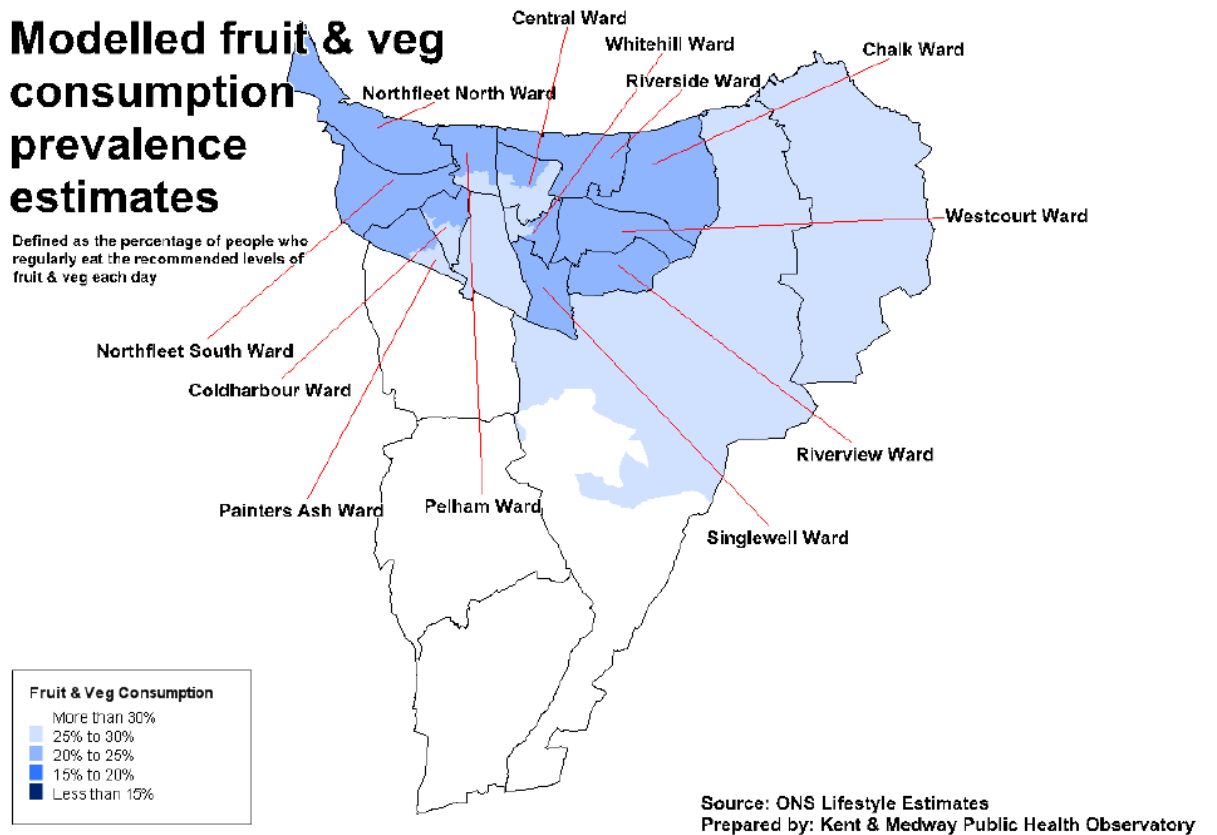 Modelled fruit & veg
consumption
prevalence
estimates
Defined as the percentage of people who
regularly eat the recommended levels of
fruit & veg each day
Central Ward
Whitehill Ward
Chalk Ward
Riverside Ward
Northfleet North Ward
Westcourt Ward
Northfleet South Ward
Coldharbour Ward
Riverview Ward
Painters Ash Ward
Pelham Ward
Singlewell Ward
Fruit & Veg Consumption
More than 30%
25% to 30%
20% to 25%
15% to 20%
Less than 15%
Source: ONS Lifestyle Estimates
Prepared by: Kent & Medway Public Health Observatory